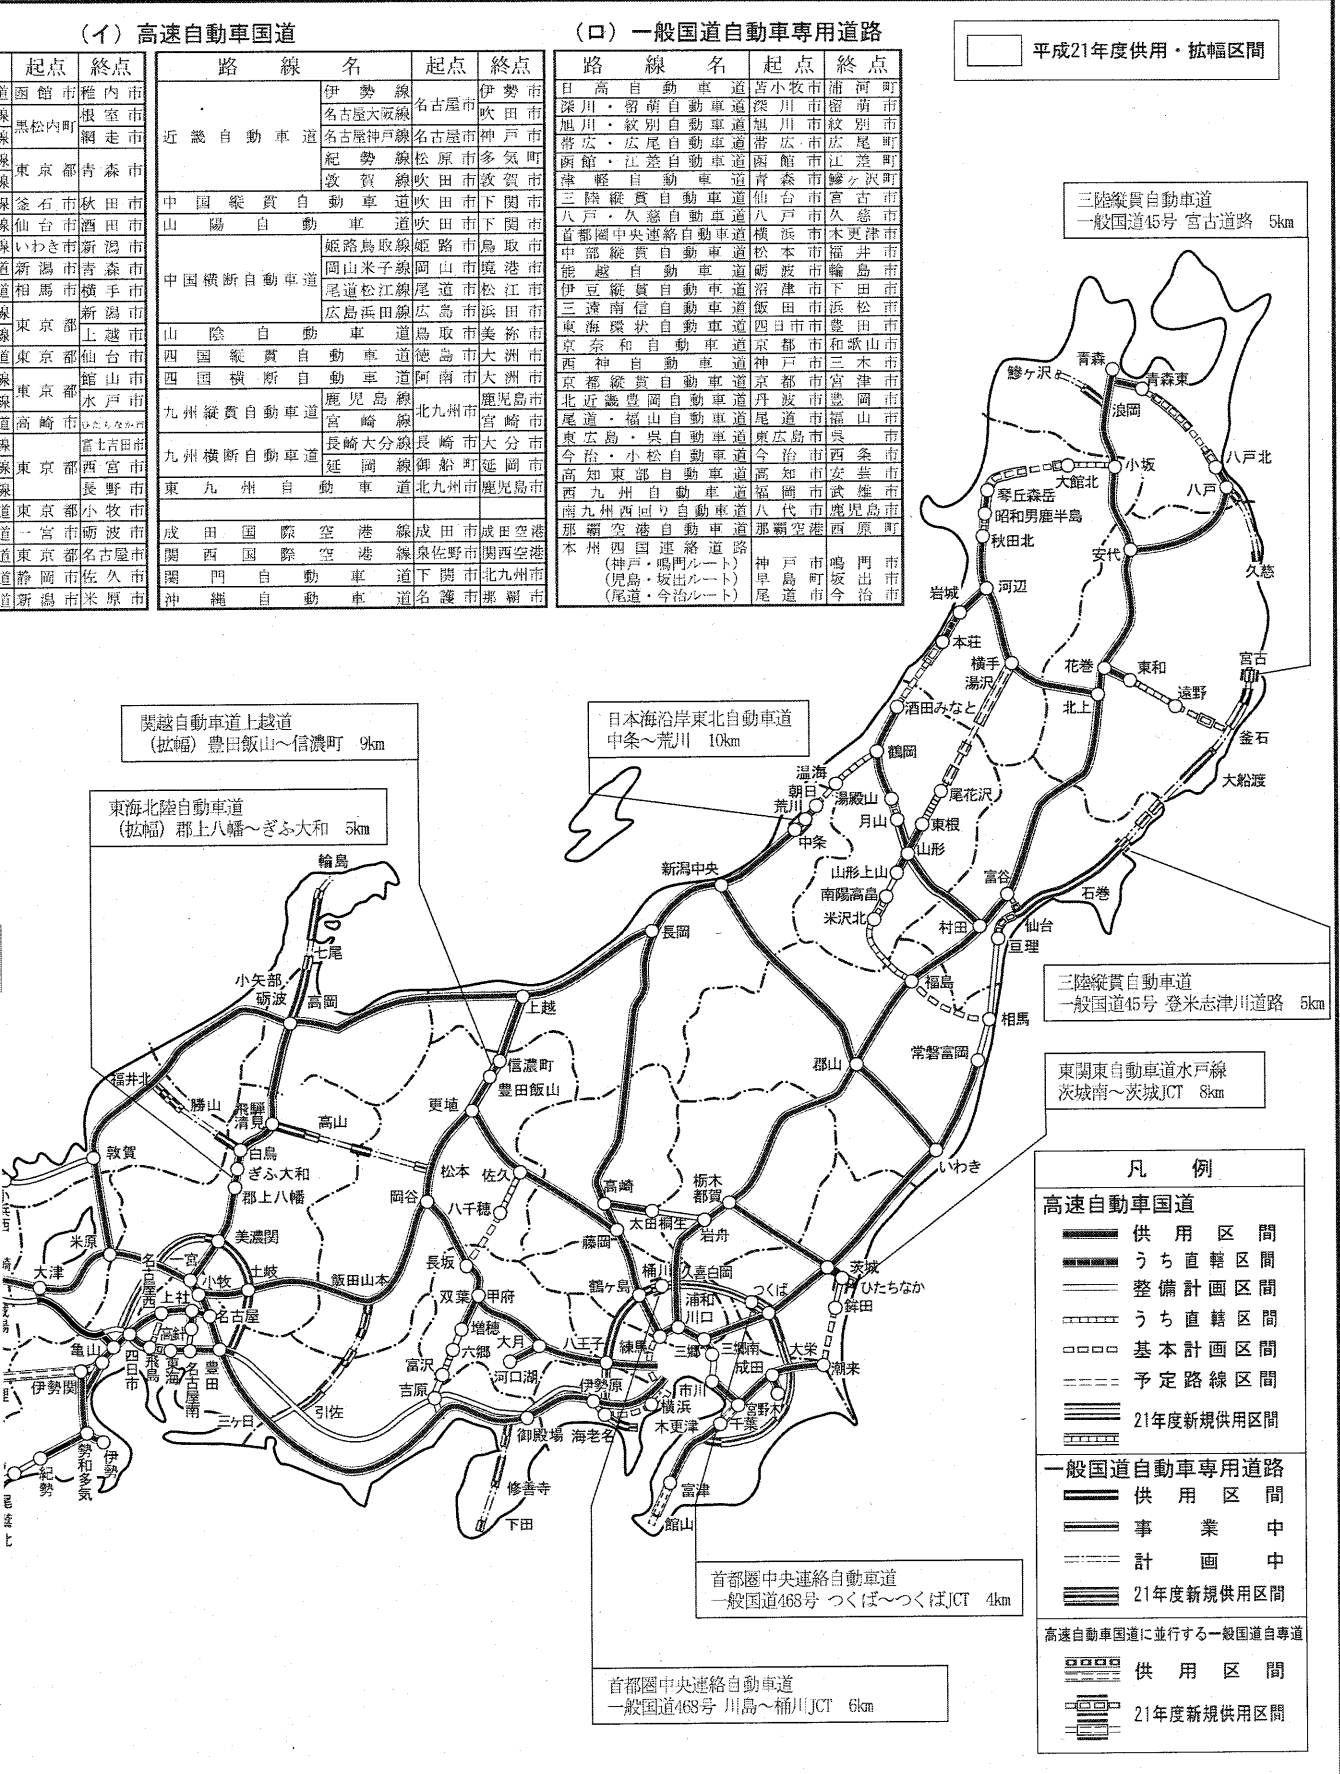 (イ) 高速自動車国道
起点 終点
函館市 稚内市
黒松内町 根室市
網走市
東京都 青森市
釜石市 秋田市
仙台市 酒田市
いわき市 新潟市
新潟市 青森市
相馬市 横手市
東京都 新潟市
上越市
東京都 仙台市
東京都 館山市
水戸市
高崎市 ひたちなか市
東京都 富士吉田市
西宮市
長野市
東京都 小牧市
一宮市 砺波市
東京都 名古屋市
静岡市 佐久市
新潟市 米原市
路線名 起点 終点
近畿自動車道 伊勢線 名古屋市 伊勢市
名古屋大阪線 吹田市
名古屋神戸線 名古屋市 神戸市
紀勢線 松原市 多気町
敦賀線 吹田市 敦賀市
中国縦貫自動車道 吹田市 下関市
山陽自動車道 吹田市 下関市
中国横断自動車道 姫路鳥取線 姫路市 鳥取市
岡山米子線 岡山市 境港市
尾道松江線 尾道市 松江市
広島浜田線 広島市 浜田市
山陰自動車道 鳥取市 美祢市
四国縦貫自動車道 徳島市 大洲市
四国横断自動車道 阿南市 大洲市
九州縦貫自動車道 鹿児島線 北九州市 鹿児島市
宮崎線 宮崎市
九州横断自動車道 長崎大分線 長崎市 大分市
延岡線 御船町 延岡市
東九州自動車道 北九州市 鹿児島市
成田国際空港線 成田市 成田空港
関西国際空港線 泉佐野市 関西空港
関門自動車道 下関市 北九州市
沖縄自動車道 名護市 那覇市
(ロ) 一般国道自動車専用道路
路線名 起点 終点
日高自動車道 苫小牧市 浦河町
深川・留萌自動車道 深川市 留萌市
旭川・紋別自動車道 旭川市 紋別市
帯広・広尾自動車道 帯広市 広尾町
函館・江差自動車道 函館市 江差町
津軽自動車道 青森市 鰺ヶ沢町
三陸縦貫自動車道 仙台市 宮古市
八戸・久慈自動車道 八戸市 久慈市
首都圏中央連絡自動車道 横浜市 木更津市
中部縦貫自動車道 松本市 福井市
能越自動車道 砺波市 輪島市
伊豆縦貫自動車道 沼津市 下田市
三遠南信自動車道 飯田市 浜松市
東海環状自動車道 四日市市 豊田市
京奈和自動車道 京都市 和歌山市
西神自動車道 神戸市 三木市
京都縦貫自動車道 京都市 宮津市
北近畿豊岡自動車道 丹波市 豊岡市
尾道・福山自動車道 尾道市 福山市
東広島・呉自動車道 東広島市 呉市
今治・小松自動車道 今治市 西条市
高知東部自動車道 高知市 安芸市
西九州自動車道 福岡市 武雄市
南九州西回り自動車道 八代市 鹿児島市
那覇空港自動車道 那覇空港 西原町
本州四国連絡道路
(神戸・鳴門ルート) 神戸市 鳴門市
(児島・坂出ルート) 早島町 坂出市
(尾道・今治ルート) 尾道市 今治市
平成21年度供用・拡幅区間
三陸縦貫自動車道
一般国道45号 宮古道路 5km
青森
鰺ヶ沢
青森東
浪岡
八戸北
小坂
大館北
八戸
琴丘森岳
昭和男鹿半島
秋田北
安代
久慈
岩城
河辺
本荘
横手
花巻
東和
宮古
湯沢
遠野
北上
酒田みなと
釜石
鶴岡
大船渡
温海
朝日
荒川
湯殿山
尾花沢
月山
東根
中条
山形
山形上山
富谷
石巻
南陽高畠
米沢北
村田
仙台
亘理
福島
相馬
常磐富岡
郡山
いわき
関越自動車道上越道
(拡幅) 豊田飯山~信濃町 9km
日本海沿岸東北自動車道
中条~荒川 10km
東海北陸自動車道
(拡幅) 郡上八幡~ぎふ大和 5km
三陸縦貫自動車道
一般国道45号 登米志津川道路 5km
東関東自動車道水戸線
茨城南~茨城JCT 8km
輪島
新潟中央
長岡
七尾
小矢部
砺波
高岡
上越
信濃町
豊田飯山
福井北
勝山
飛騨
清見
高山
更埴
敦賀
白鳥
ぎふ大和
松本
佐久
郡上八幡
岡谷
八千穂
高崎
栃木
都賀
太田桐生
岩舟
藤岡
米原
美濃関
大津
名古屋西
一宮
小牧
土岐
飯田山本
長坂
上社
名古屋
双葉
甲府
鶴ヶ島
桶川
久喜白岡
つくば
茨城
ひたちなか
浦和
川口
鉾田
亀山
高針
増穂
大月
八王子
練馬
三郷
三郷南
大栄
四日市
飛島
東海
名古屋南
豊田
六郷
河口湖
成田
潮来
伊勢関
富沢
吉原
伊勢原
横浜
市川
宮野木
三ヶ日
引佐
御殿場
海老名
木更津
千葉
勢和多気
伊勢
紀勢
修善寺
下田
富津
館山
首都圏中央連絡自動車道
一般国道468号 つくば~つくばJCT 4km
首都圏中央連絡自動車道
一般国道468号 川島~桶川JCT 6km
凡例
高速自動車国道
供用区間
うち直轄区間
整備計画区間
うち直轄区間
基本計画区間
予定路線区間
21年度新規供用区間
一般国道自動車専用道路
供用区間
事業中
計画中
21年度新規供用区間
高速自動車国道に並行する一般国道自専道
供用区間
21年度新規供用区間